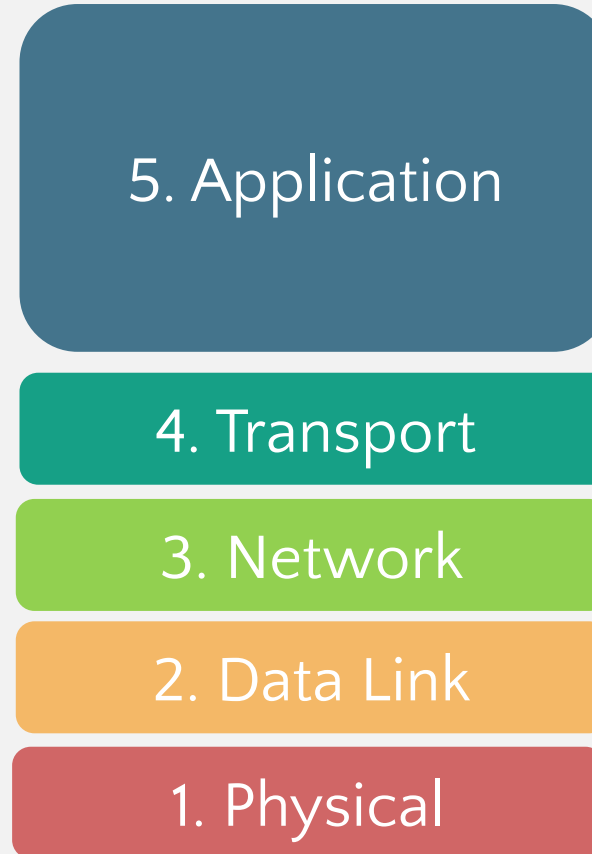 5. Application
4. Transport
3. Network
2. Data Link
1. Physical